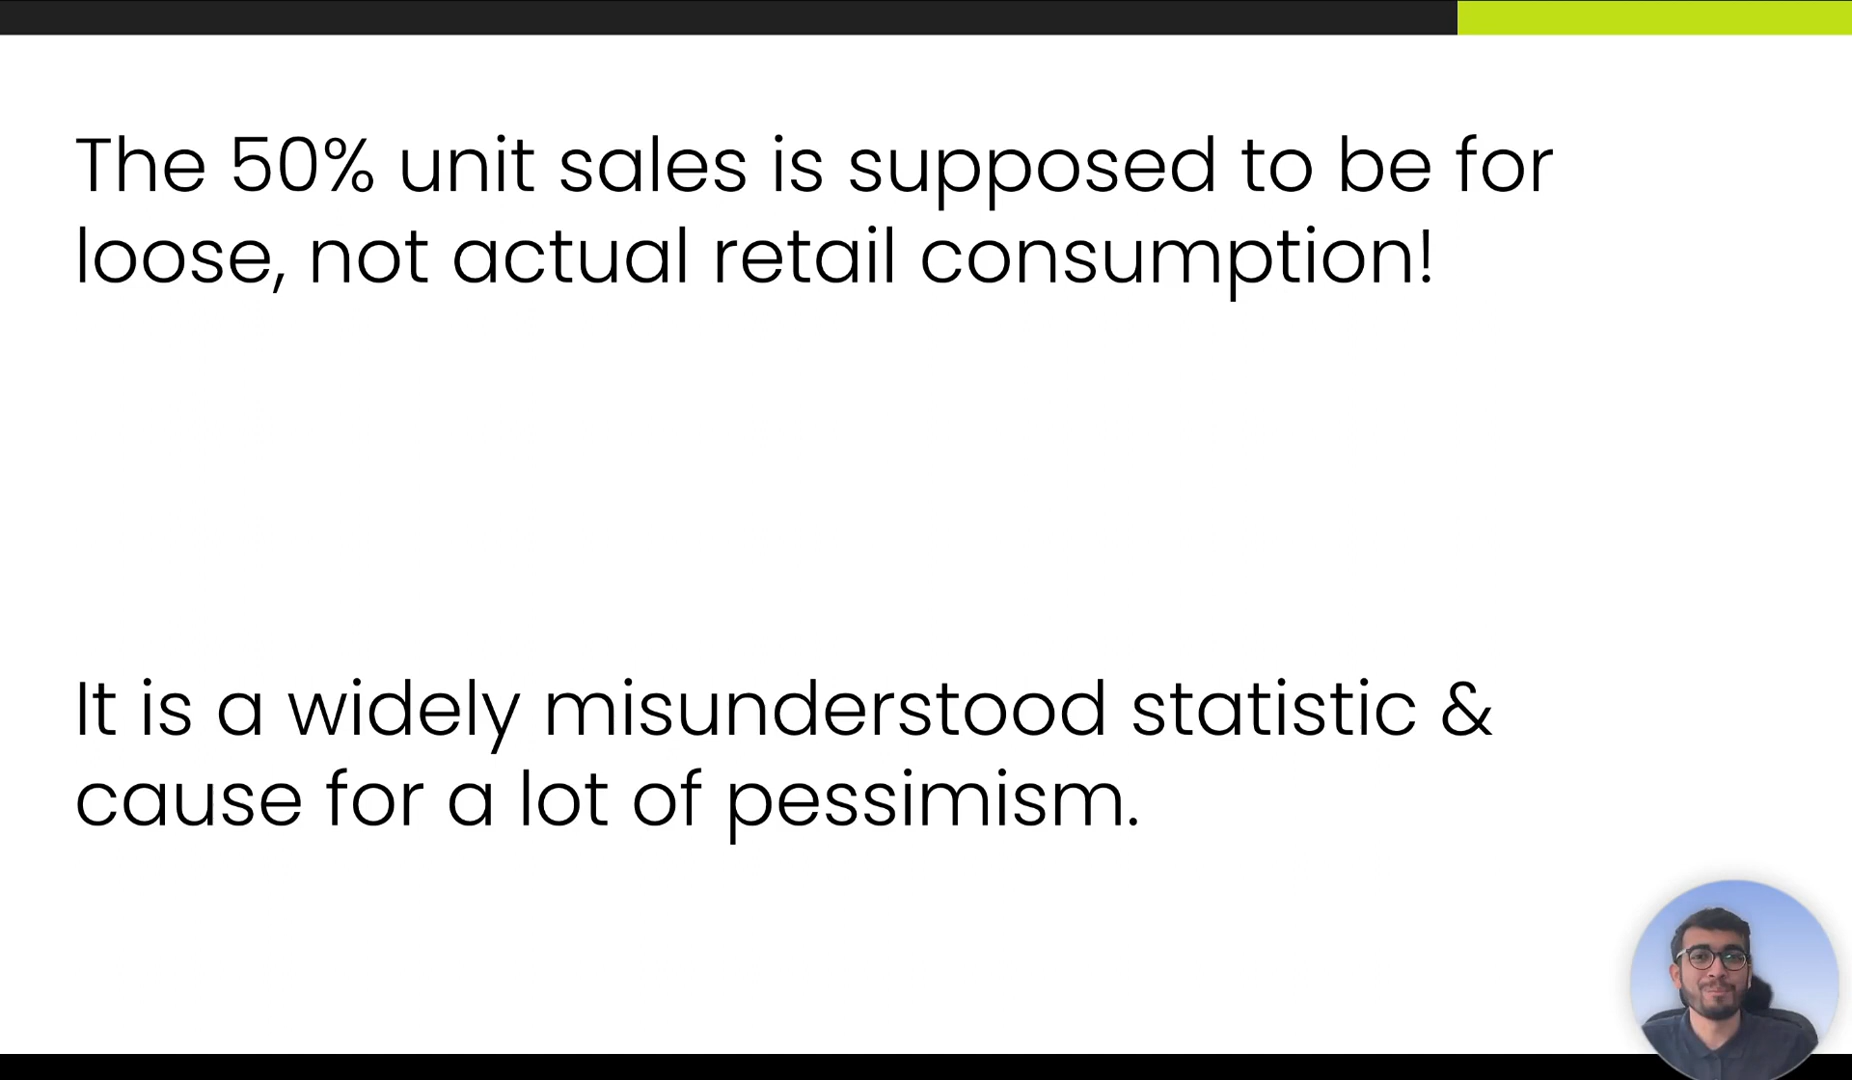 The 50% unit sales is supposed to be for
loose, not actual retail consumption!
It is a widely misunderstood statistic &
cause for a lot of pessimism.